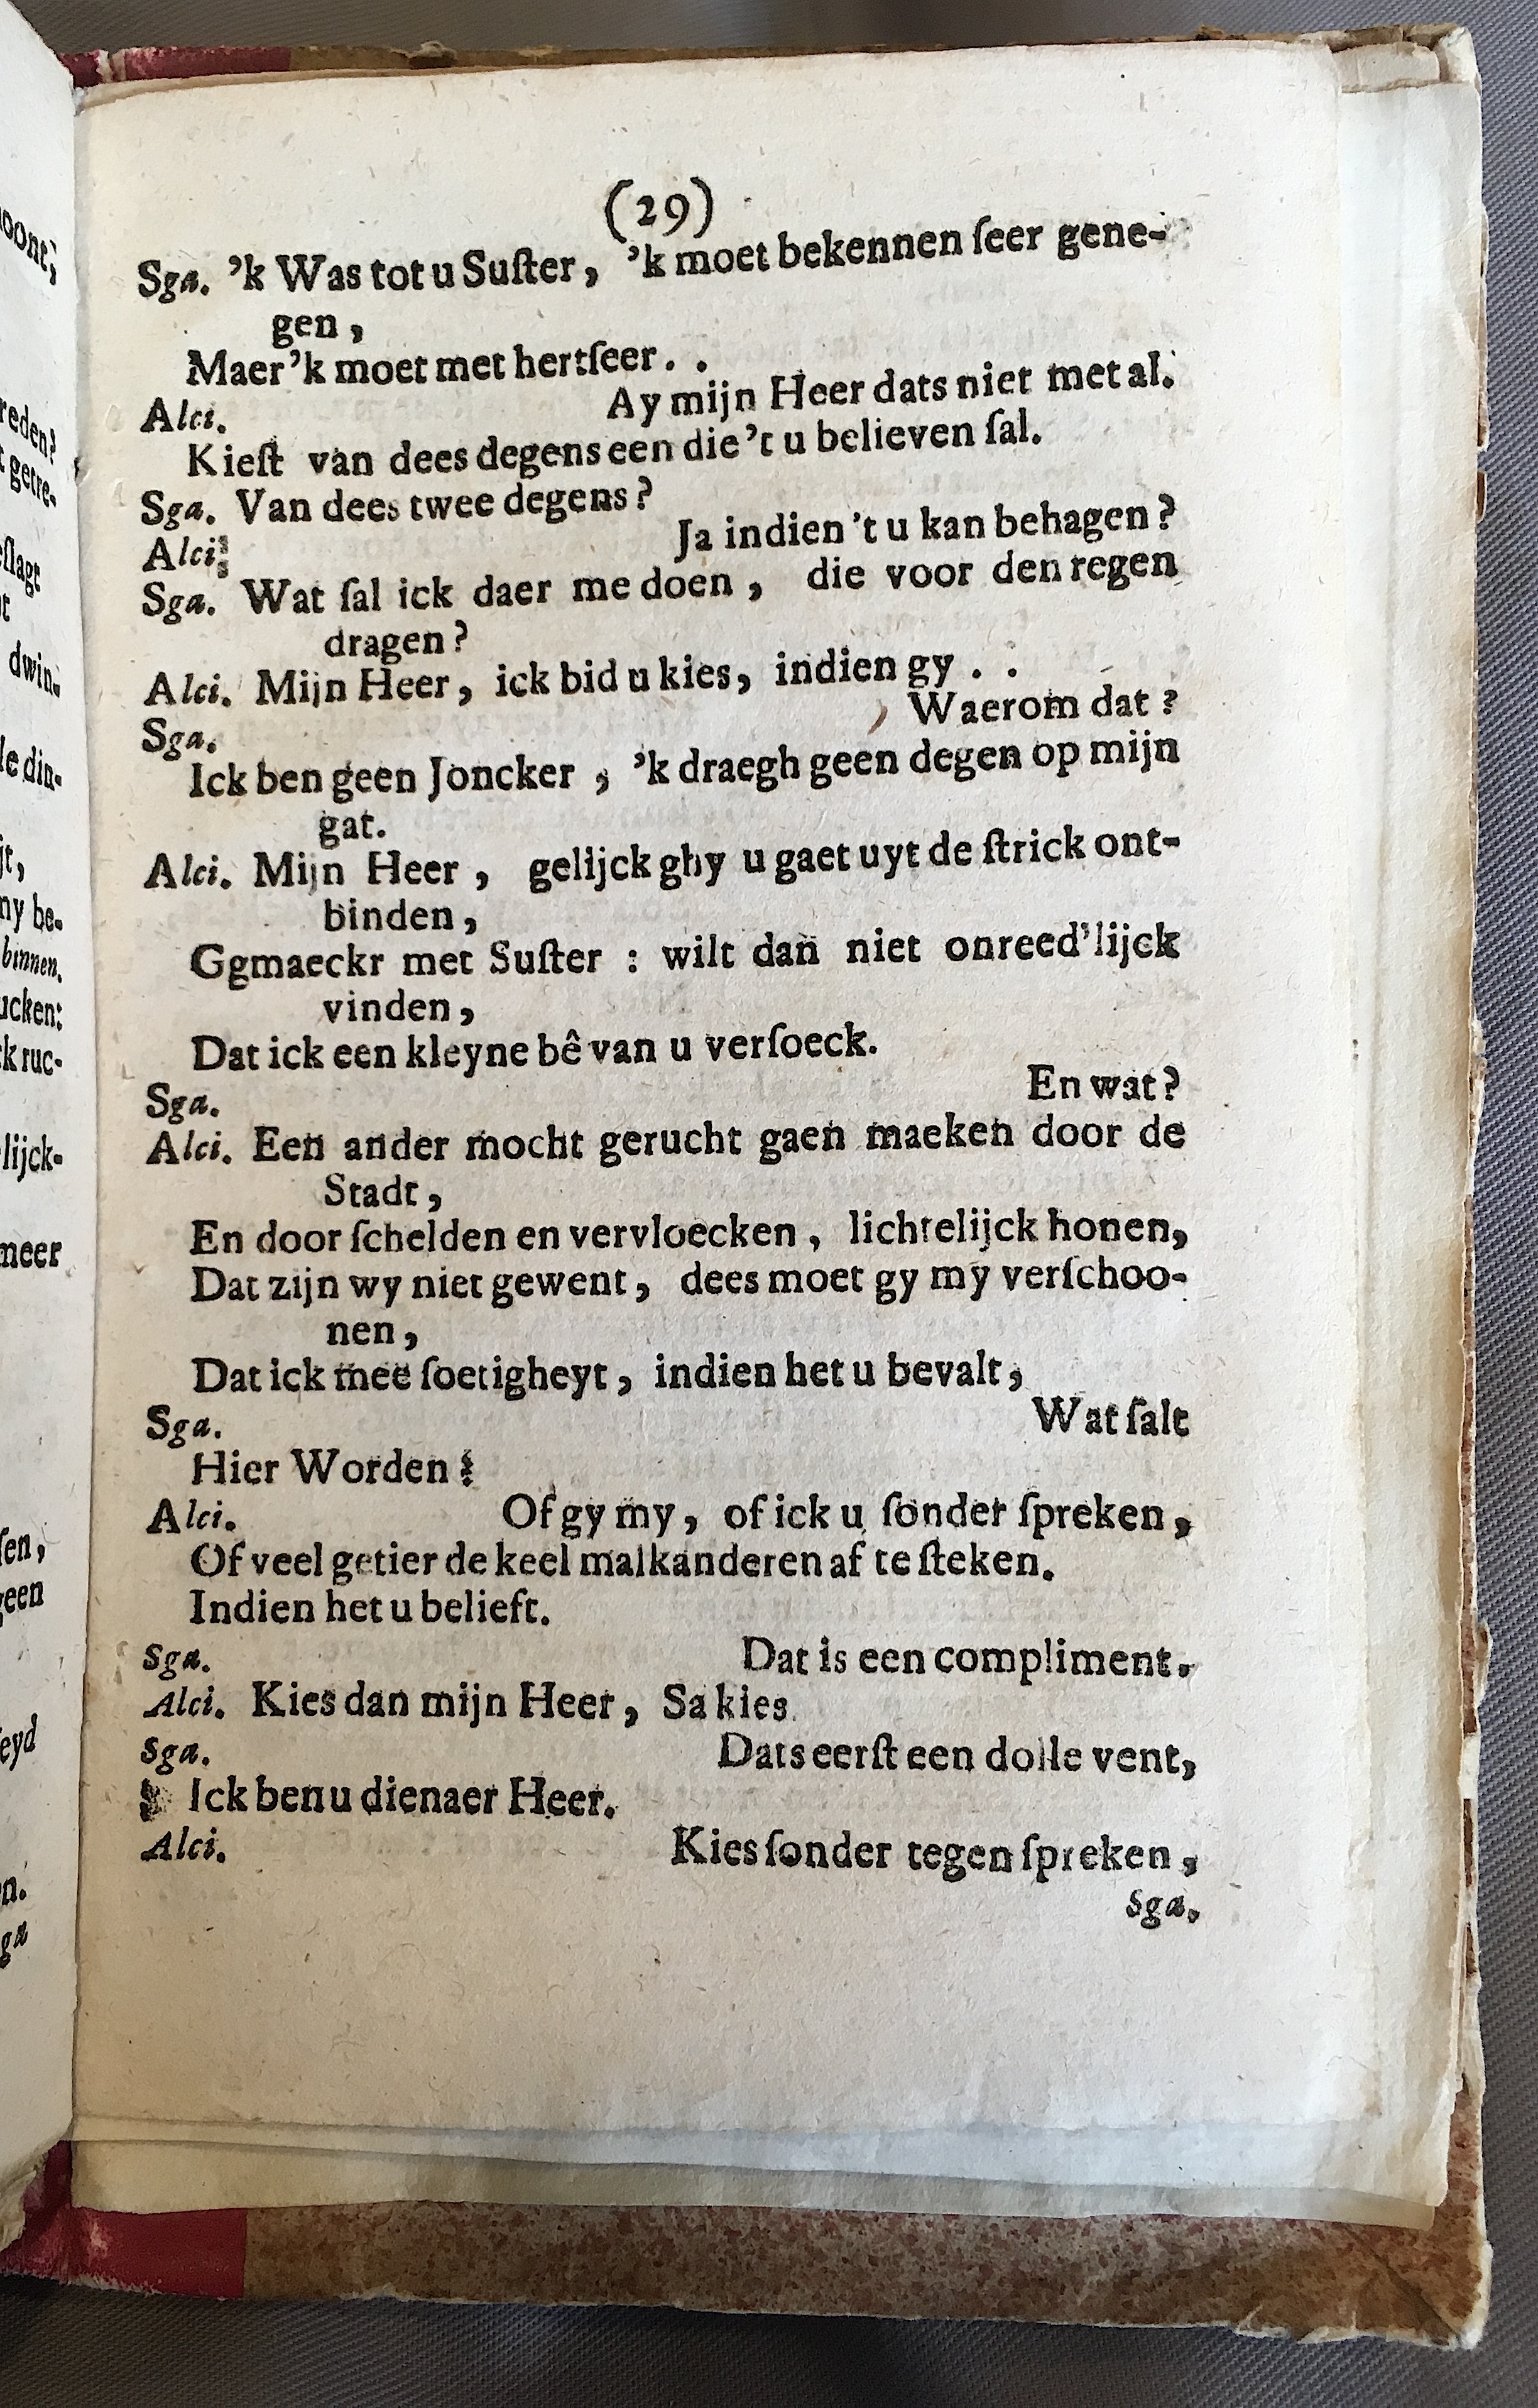 (29)
Sga. ’k Was tot u Suſter, ’k moet bekennen ſeer gene-
gen,
Maer ’k moet met hertſeer. .
Alci. Ay mijn Heer dats niet met al.
Kieſt van dees degens een die ’t u believen ſal.
Sga. Van dees twee degens?
Alci. Ja indien ’t u kan behagen?
Sga. Wat ſal ick daer me doen, die voor den regen
dragen?
Alci. Mijn Heer, ick bid u kies, indien gy . .
Sga. Waerom dat?
Ick ben geen Joncker, ’k draegh geen degen op mijn
gat.
Alci. Mijn Heer, gelijck ghy u gaet uyt de ſtrick ont-
binden,
Ggmaeckr met Suſter : wilt dan niet onreed’lijck
vinden,
Dat ick een kleyne bê van u verſoeck.
Sga. En wat?
Alci. Een ander mocht gerucht gaen maeken door de
Stadt,
En door ſchelden en vervloecken, lichtelijck honen,
Dat zijn wy niet gewent, dees moet gy my verſchoo-
nen,
Dat ick mee ſoetigheyt, indien het u bevalt,
Sga. Wat ſalt
Hier Worden?
Alci. Of gy my, of ick u ſonder ſpreken,
Of veel getier de keel malkanderen af te ſteken.
Indien het u belieft.
Sga. Dat is een compliment.
Alci. Kies dan mijn Heer, Sa kies.
Sga. Dats eerſt een dolle vent,
Ick ben u dienaer Heer.
Alci. Kies ſonder tegen ſpreken,
Sga.